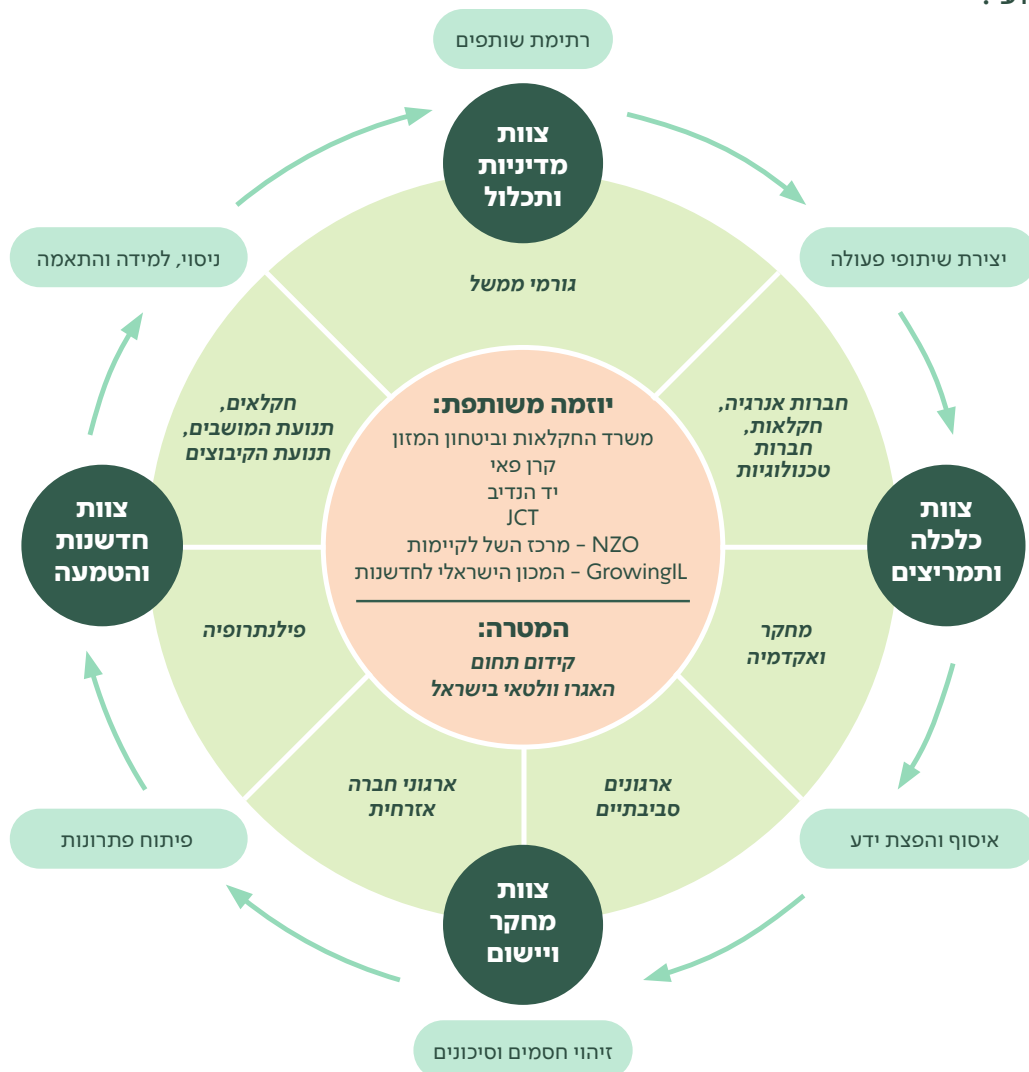 רתימת שותפים
צוות
מדיניות
ותכלול
ניסוי, למידה והתאמה
יצירת שיתופי פעולה
גורמי ממשל
חברות אנרגיה,
חקלאות,
חברות
טכנולוגיות
חקלאים,
תנועת המושבים,
תנועת הקיבוצים
יוזמה משותפת:
משרד החקלאות וביטחון המזון
קרן פאי
יד הנדיב
JCT
NZO - מרכז השל לקיימות
GrowingIL - המכון הישראלי לחדשנות
המטרה:
קידום תחום
האגרו וולטאי בישראל
צוות
כלכלה
ותמריצים
צוות
חדשנות
והטמעה
מחקר
ואקדמיה
פילנתרופיה
ארגונים
סביבתיים
ארגוני חברה
אזרחית
איסוף והפצת ידע
פיתוח פתרונות
צוות
מחקר
ויישום
זיהוי חסמים וסיכונים